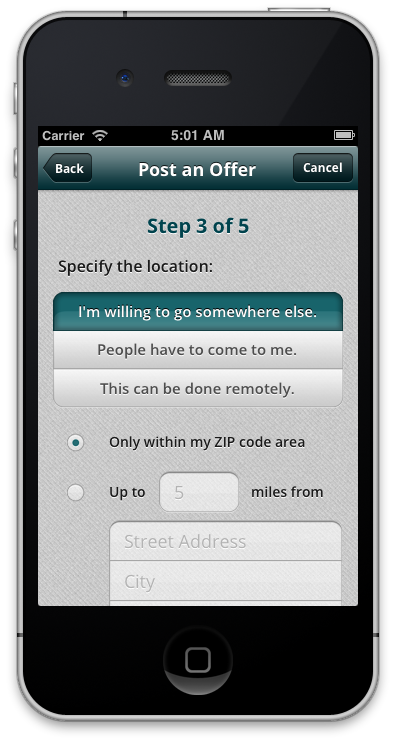 Carrier 5:01 AM
Back Post an Offer Cancel
Step 3 of 5
Specify the location:
I'm willing to go somewhere else.
People have to come to me.
This can be done remotely.
Only within my ZIP code area
Up to 5 miles from
Street Address
City